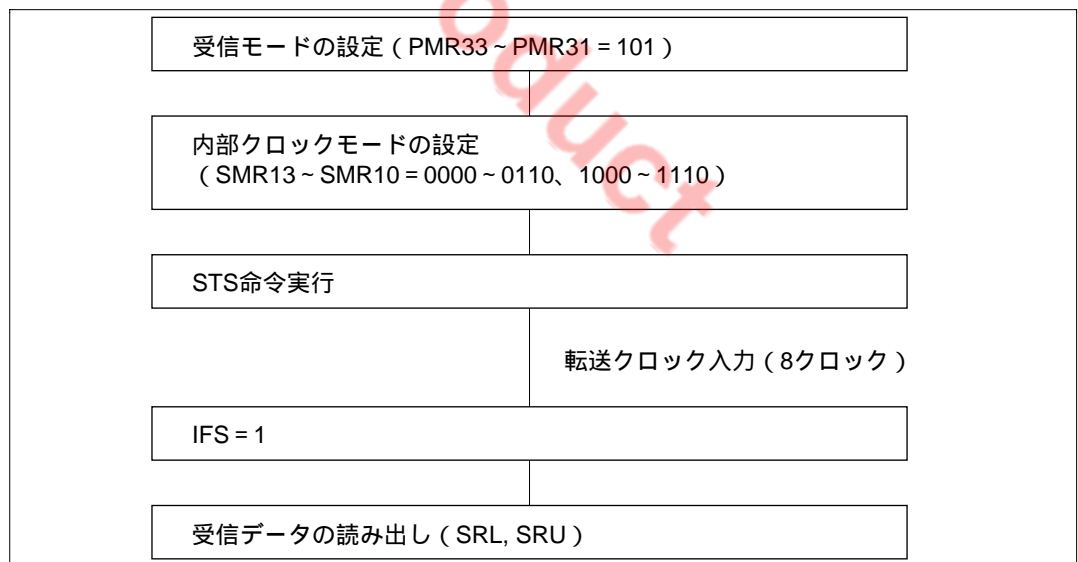 受信モードの設定（PMR33～PMR31＝101）
内部クロックモードの設定
（SMR13～SMR10＝0000～0110、1000～1110）
STS命令実行
転送クロック入力（8クロック）
IFS＝1
受信データの読み出し（SRL, SRU）
oduct